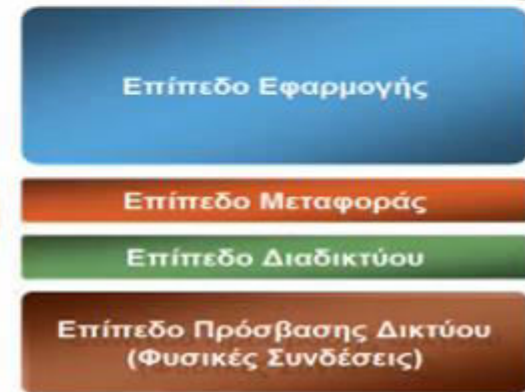 Επίπεδο Εφαρμογής
Επίπεδο Μεταφοράς
Επίπεδο Διαδικτύου
Επίπεδο Πρόσβασης Δικτύου
(Φυσικές Συνδέσεις)